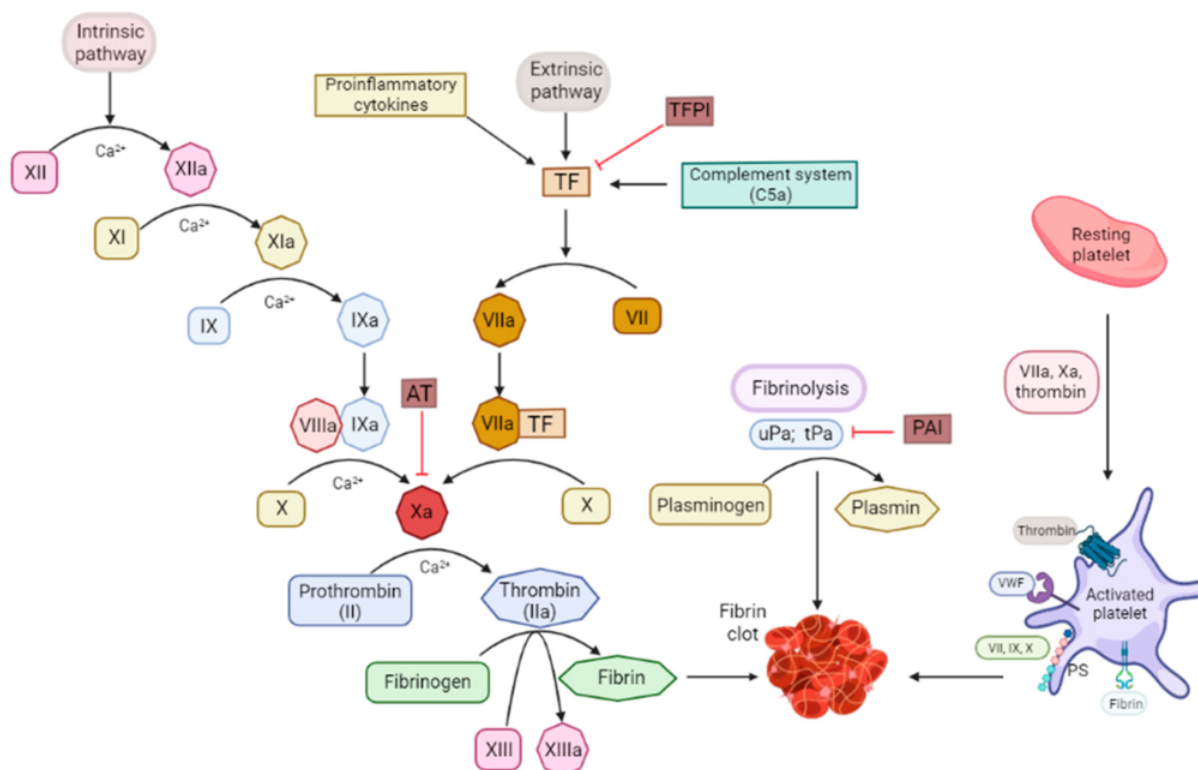 Intrinsic
pathway
Proinflammatory
cytokines
Extrinsic
pathway
TFPI
XII
Ca²⁺
XIIa
TF
Complement system
(C5a)
XI
Ca²⁺
XIa
Resting
platelet
IX
Ca²⁺
IXa
VIIa
VII
VIIa, Xa,
thrombin
AT
Fibrinolysis
VIIIa
IXa
VIIa
TF
uPa; tPa
PAI
X
Ca²⁺
Xa
X
Plasminogen
Plasmin
Thrombin
Ca²⁺
Prothrombin
(II)
Thrombin
(IIa)
VWF
Activated
platelet
Fibrin
clot
VII, IX, X
PS
Fibrinogen
Fibrin
Fibrin
XIII
XIIIa